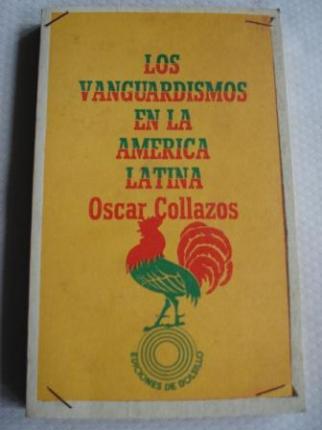 LOS
VANGUARDISMOS
EN LA
AMERICA
LATINA
Oscar Collazos
EDICIONES DE BOLSILLO